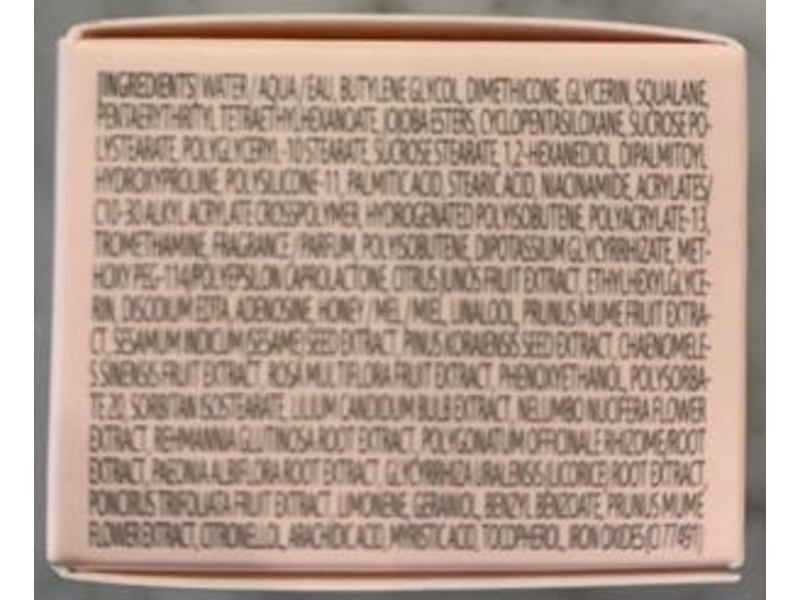 [INGREDIENTS] WATER / AQUA / EAU, BUTYLENE GLYCOL, DIMETHICONE, GLYCERIN, SQUALANE,
PENTAERYTHRITYL TETRAETHYLHEXANOATE, JOJOBA ESTERS, CYCLOPENTASILOXANE, SUCROSE PO-
LYSTEARATE, POLYGLYCERYL-10 STEARATE, SUCROSE STEARATE, 1,2-HEXANEDIOL, DIPALMITOYL
HYDROXYPROLINE, POLYSILICONE-11, PALMITIC ACID, STEARIC ACID, NIACINAMIDE, ACRYLATES/
C10-30 ALKYL ACRYLATE CROSSPOLYMER, HYDROGENATED POLYISOBUTENE, POLYACRYLATE-13,
TROMETHAMINE, FRAGRANCE / PARFUM, POLYISOBUTENE, DIPOTASSIUM GLYCYRRHIZATE, MET-
HOXY PEG-114/POLYEPSILON CAPROLACTONE, CITRUS JUNOS FRUIT EXTRACT, ETHYLHEXYLGLYCE-
RIN, DISODIUM EDTA, ADENOSINE, HONEY / MEL / MIEL, LINALOOL, PRUNUS MUME FRUIT EXTRA-
CT, SESAMUM INDICUM (SESAME) SEED EXTRACT, PINUS KORAIENSIS SEED EXTRACT, CHAENOMELE-
S SINENSIS FRUIT EXTRACT, ROSA MULTIFLORA FRUIT EXTRACT, PHENOXYETHANOL, POLYSORBA-
TE 20, SORBITAN ISOSTEARATE, LILIUM CANDIDUM BULB EXTRACT, NELUMBO NUCIFERA FLOWER
EXTRACT, REHMANNIA GLUTINOSA ROOT EXTRACT, POLYGONATUM OFFICINALE RHIZOME/ROOT
EXTRACT, PAEONIA ALBIFLORA ROOT EXTRACT, GLYCYRRHIZA URALENSIS (LICORICE) ROOT EXTRACT,
PONCIRUS TRIFOLIATA FRUIT EXTRACT, LIMONENE, GERANIOL, BENZYL BENZOATE, PRUNUS MUME
FLOWER EXTRACT, CITRONELLOL, ARACHIDIC ACID, MYRISTIC ACID, TOCOPHEROL, IRON OXIDES (CI 77491)